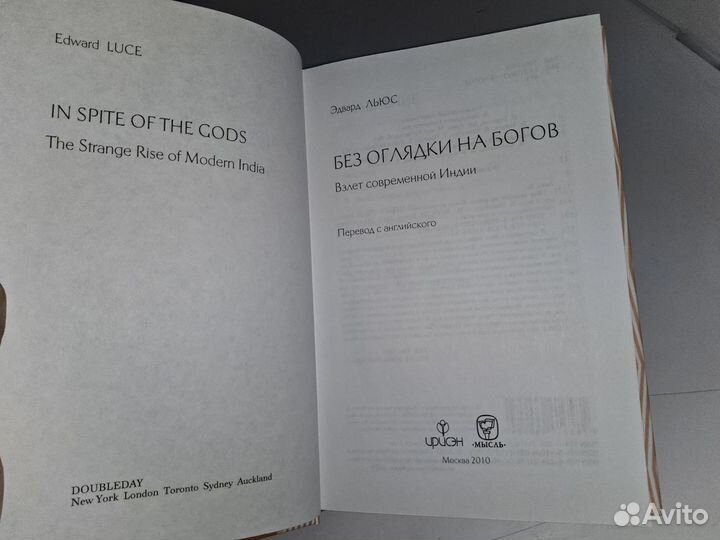 Edward LUCE
IN SPITE OF THE GODS
The Strange Rise of Modern India
DOUBLEDAY
New York London Toronto Sydney Auckland
Эдвард ЛЬЮС
БЕЗ ОГЛЯДКИ НА БОГОВ
Взлет современной Индии
Перевод с английского
ИРИСЭН
МЫСЛЬ
Москва 2010
Avito